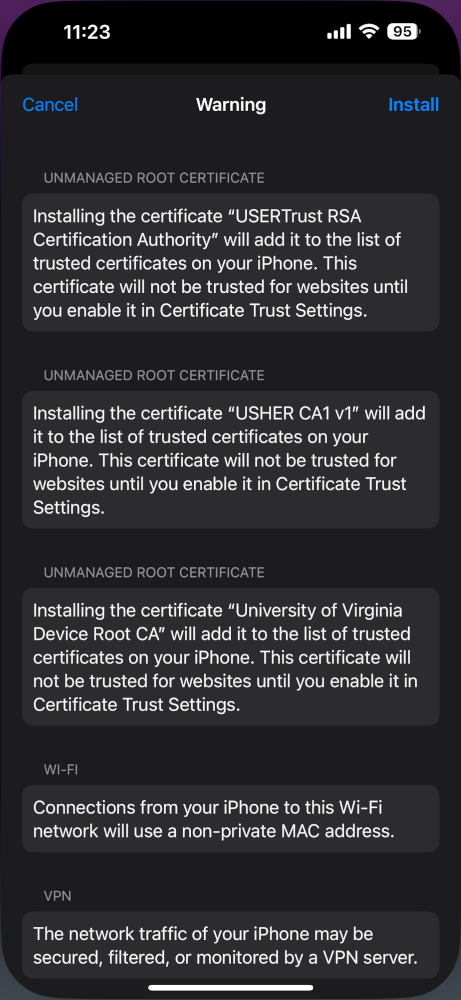 11:23
95
Cancel
Warning
Install
UNMANAGED ROOT CERTIFICATE
Installing the certificate “USERTrust RSA
Certification Authority” will add it to the list of
trusted certificates on your iPhone. This
certificate will not be trusted for websites until
you enable it in Certificate Trust Settings.
UNMANAGED ROOT CERTIFICATE
Installing the certificate “USHER CA1 v1” will add
it to the list of trusted certificates on your
iPhone. This certificate will not be trusted for
websites until you enable it in Certificate Trust
Settings.
UNMANAGED ROOT CERTIFICATE
Installing the certificate “University of Virginia
Device Root CA” will add it to the list of trusted
certificates on your iPhone. This certificate will
not be trusted for websites until you enable it in
Certificate Trust Settings.
WI-FI
Connections from your iPhone to this Wi-Fi
network will use a non-private MAC address.
VPN
The network traffic of your iPhone may be
secured, filtered, or monitored by a VPN server.